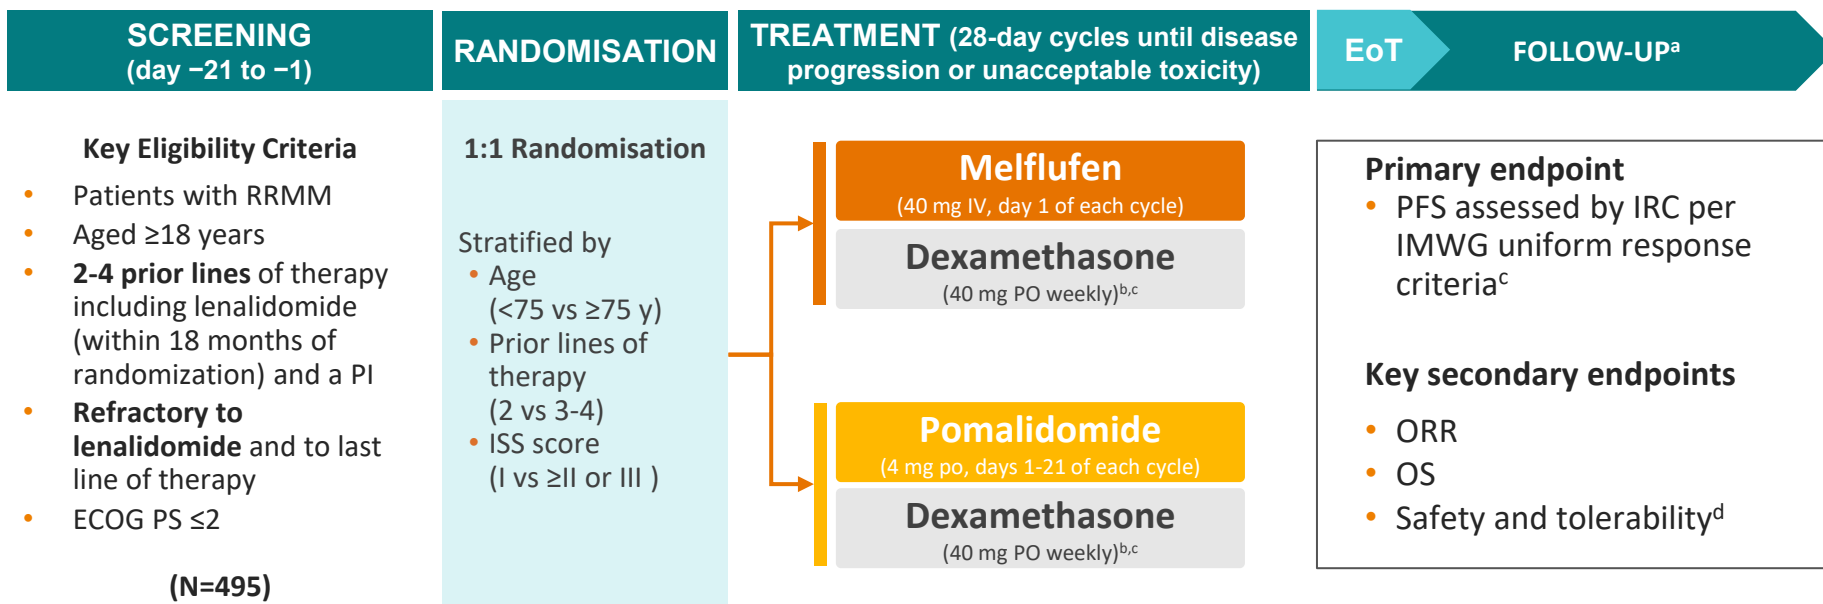 SCREENING
(day −21 to −1)
RANDOMISATION
TREATMENT (28-day cycles until disease
progression or unacceptable toxicity)
EoT
FOLLOW-UPᵃ
Key Eligibility Criteria
• Patients with RRMM
• Aged ≥18 years
• 2-4 prior lines of therapy
including lenalidomide
(within 18 months of
randomization) and a PI
• Refractory to
lenalidomide and to last
line of therapy
• ECOG PS ≤2
(N=495)
1:1 Randomisation
Stratified by
• Age
(<75 vs ≥75 y)
• Prior lines of
therapy
(2 vs 3-4)
• ISS score
(I vs ≥II or III )
Melflufen
(40 mg IV, day 1 of each cycle)
Dexamethasone
(40 mg PO weekly)ᵇ,ᶜ
Pomalidomide
(4 mg po, days 1-21 of each cycle)
Dexamethasone
(40 mg PO weekly)ᵇ,ᶜ
Primary endpoint
• PFS assessed by IRC per
IMWG uniform response
criteriaᶜ
Key secondary endpoints
• ORR
• OS
• Safety and tolerabilityᵈ